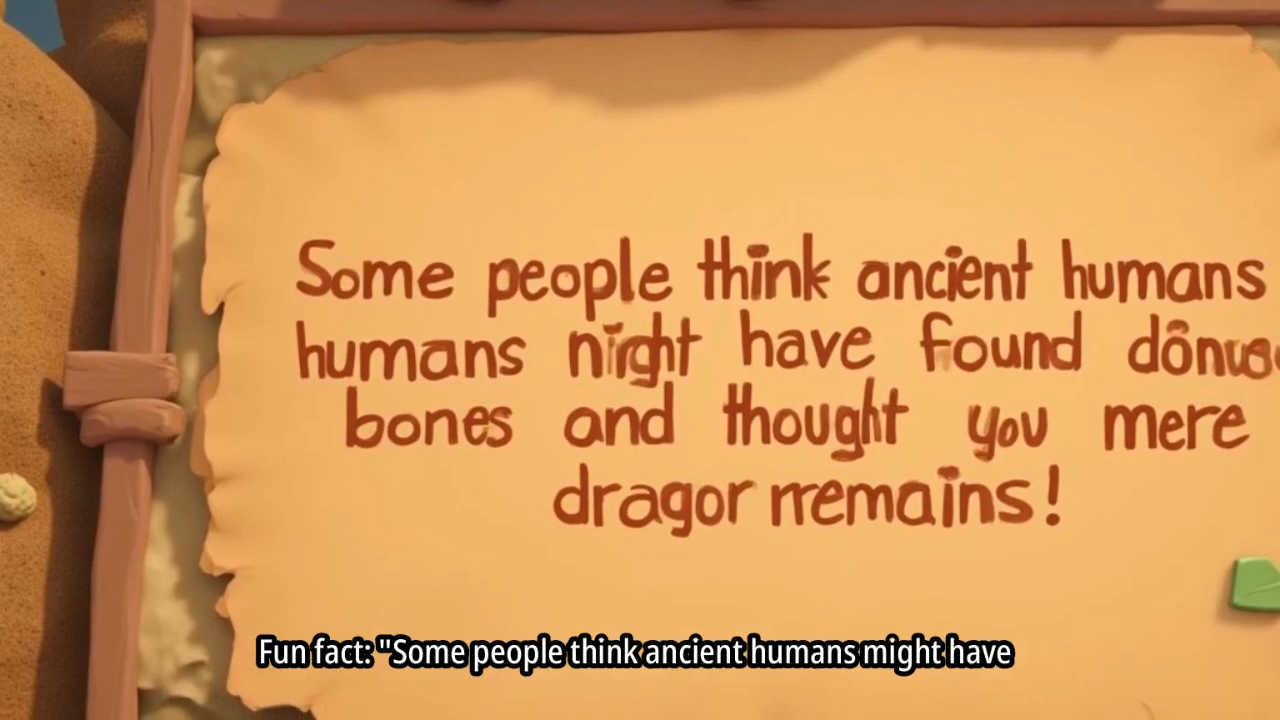 Some people think ancient humans
humans night have found
bones and thought you mere
dragor rremains!
Fun fact: "Some people think ancient humans might have